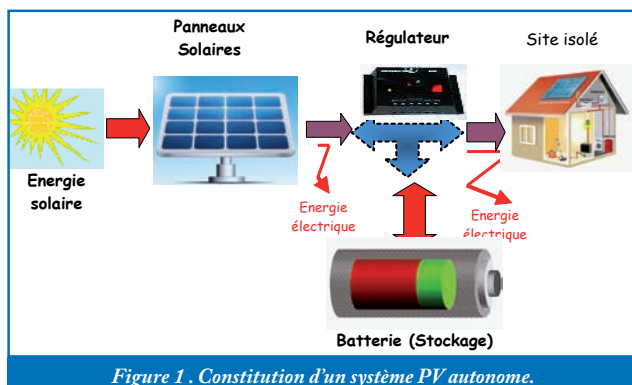 Panneaux
Solaires
Régulateur
Site isolé
Energie
solaire
Energie
électrique
Energie
électrique
Batterie (Stockage)
Figure 1 . Constitution d'un système PV autonome.